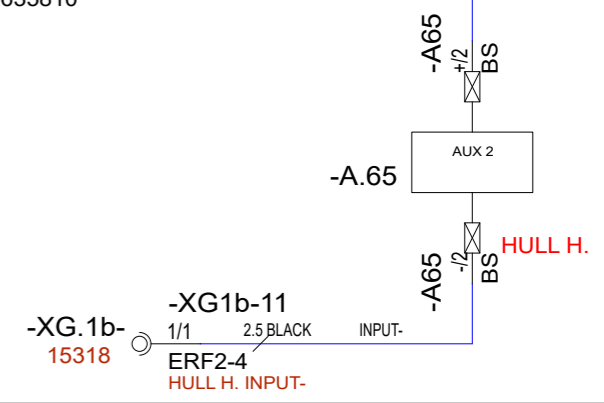 -A65
+/2
BS
AUX 2
-A.65
HULL H.
-A65
-/2
BS
-XG1b-11
-XG.1b-
1/1
2.5 BLACK
INPUT-
15318
ERF2-4
HULL H. INPUT-